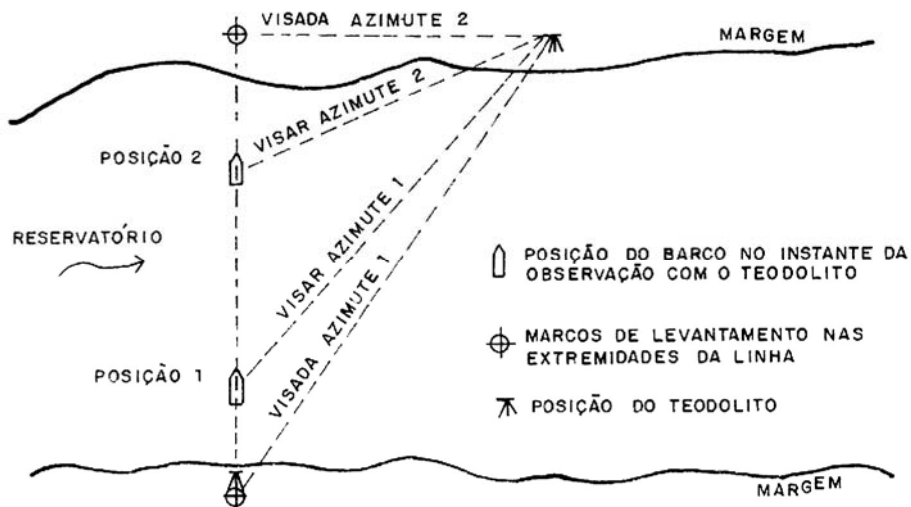 VISADA AZIMUTE 2
MARGEM
VISAR AZIMUTE 2
POSIÇÃO 2
RESERVATÓRIO
VISAR AZIMUTE 1
VISADA AZIMUTE 1
POSIÇÃO DO BARCO NO INSTANTE DA
OBSERVAÇÃO COM O TEODOLITO
MARCOS DE LEVANTAMENTO NAS
EXTREMIDADES DA LINHA
POSIÇÃO 1
POSIÇÃO DO TEODOLITO
MARGEM